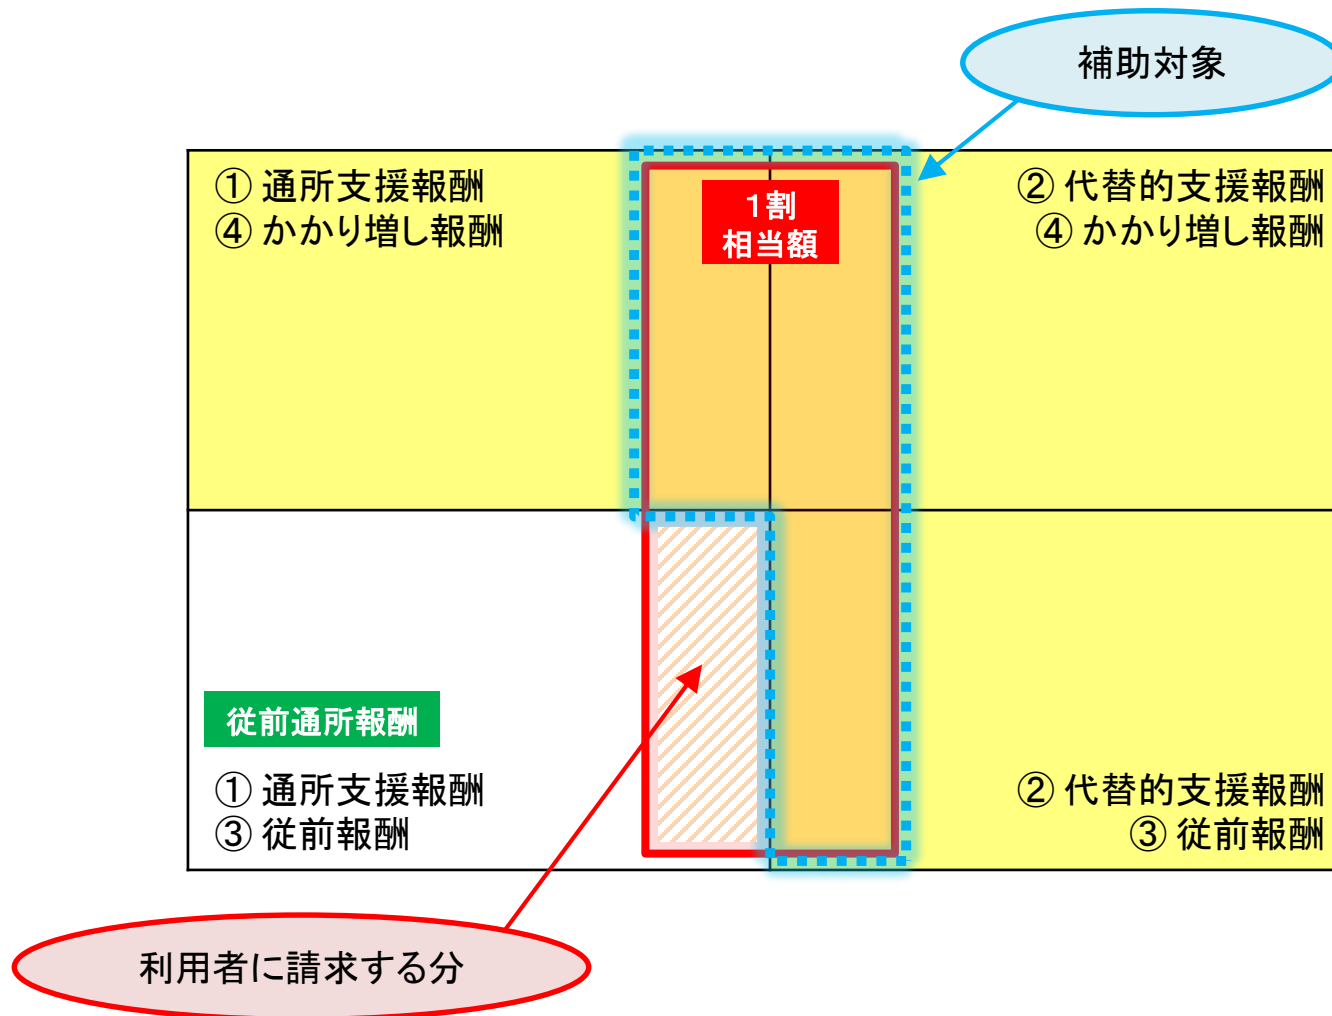 補助対象
① 通所支援報酬
④ かかり増し報酬
1割
相当額
② 代替的支援報酬
④ かかり増し報酬
従前通所報酬
① 通所支援報酬
③ 従前報酬
② 代替的支援報酬
③ 従前報酬
利用者に請求する分